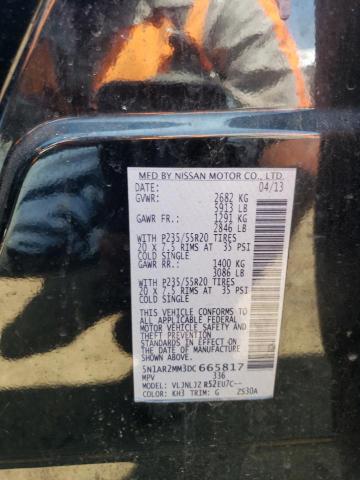 MFD BY NISSAN MOTOR CO., LTD.
DATE: 04/13
GVWR: 2682 KG
5913 LB
GAWR FR.: 1291 KG
2846 LB
WITH P235/55R20 TIRES
20 x 7.5 RIMS AT 35 PSI
COLD SINGLE
GAWR RR.: 1400 KG
3086 LB
WITH P235/55R20 TIRES
20 x 7.5 RIMS AT 35 PSI
COLD SINGLE
THIS VEHICLE CONFORMS TO ALL
APPLICABLE FEDERAL MOTOR VEHICLE
SAFETY, BUMPER, AND THEFT
PREVENTION STANDARDS IN EFFECT
ON THE DATE OF MANUFACTURE
SHOWN ABOVE.
5N1AR2MM3DC665817
MPV 336
MODEL: VLJNLJZ R52EU7C--
COLOR: KH3 TRIM: G 2S30A